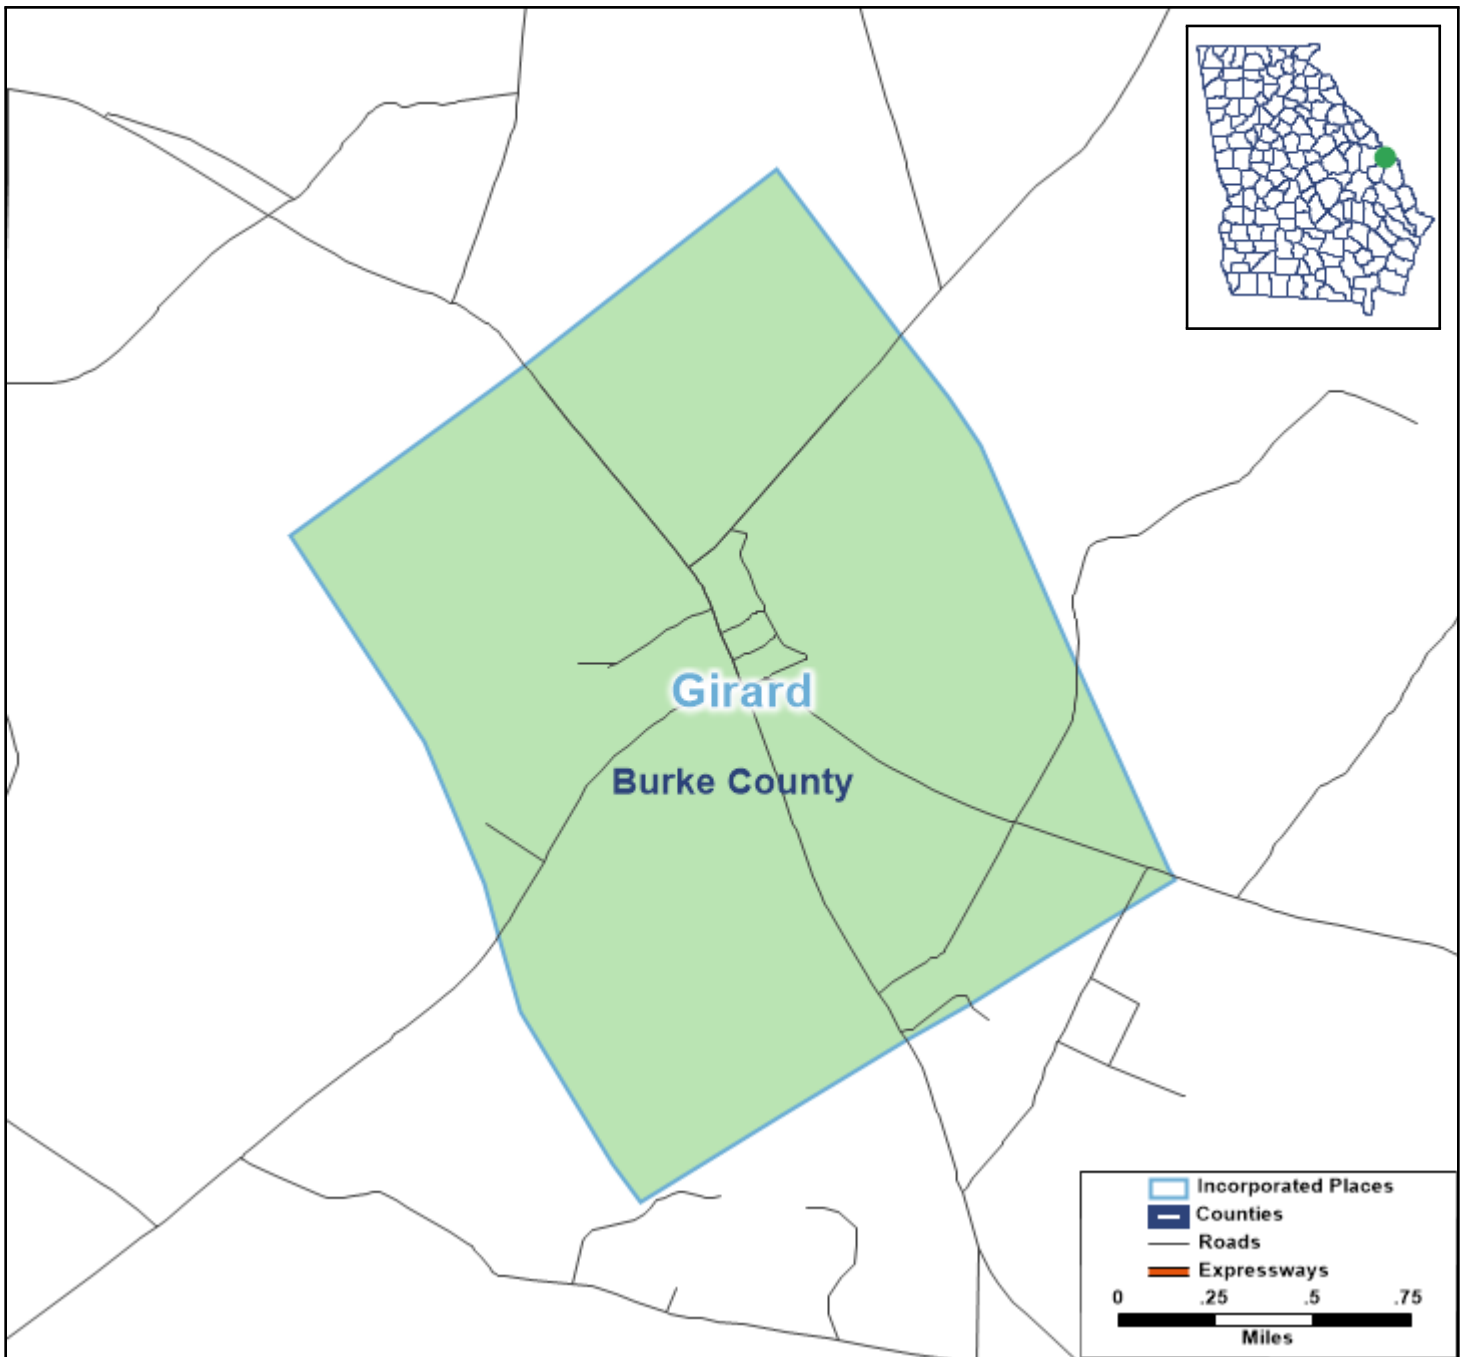 Girard
Burke County
Incorporated Places
Counties
Roads
Expressways
0 .25 .5 .75
Miles